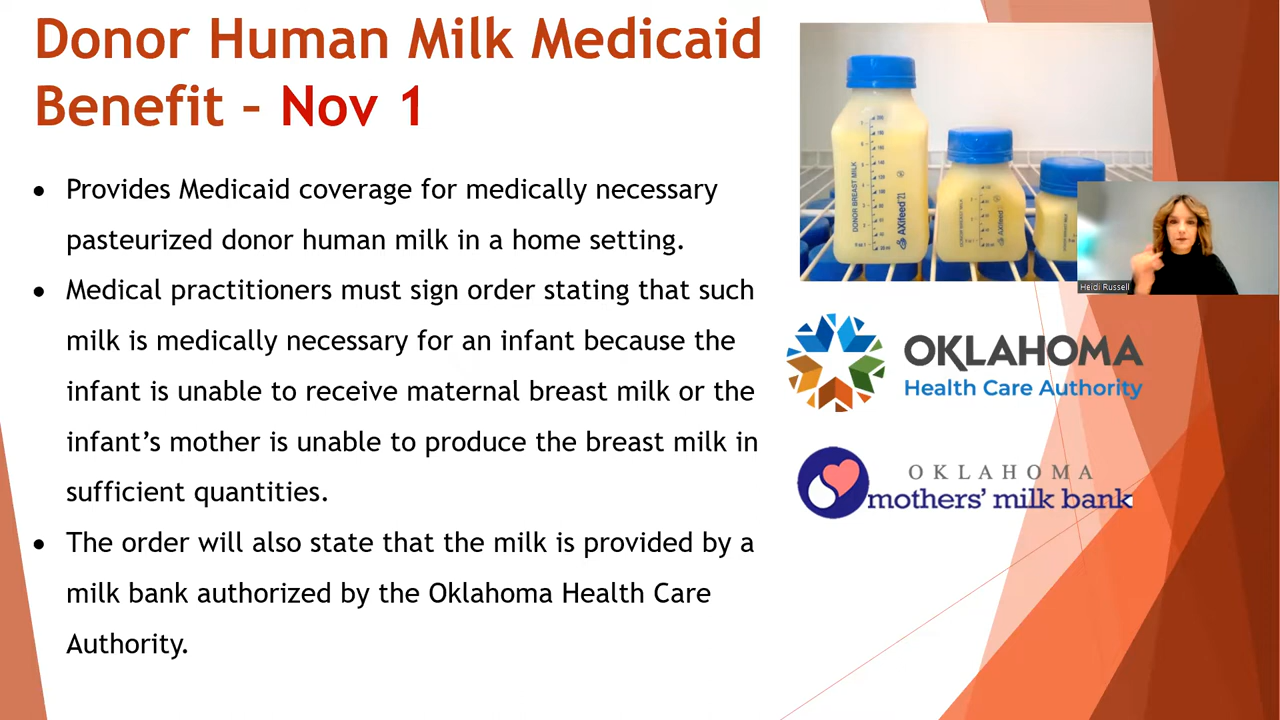 Donor Human Milk Medicaid
Benefit – Nov 1
• Provides Medicaid coverage for medically necessary
pasteurized donor human milk in a home setting.
• Medical practitioners must sign order stating that such
milk is medically necessary for an infant because the
infant is unable to receive maternal breast milk or the
infant’s mother is unable to produce the breast milk in
sufficient quantities.
• The order will also state that the milk is provided by a
milk bank authorized by the Oklahoma Health Care
Authority.
DONOR BREAST MILK
AXifeed
Heidi Russell
OKLAHOMA
Health Care Authority
OKLAHOMA
mothers’ milk bank